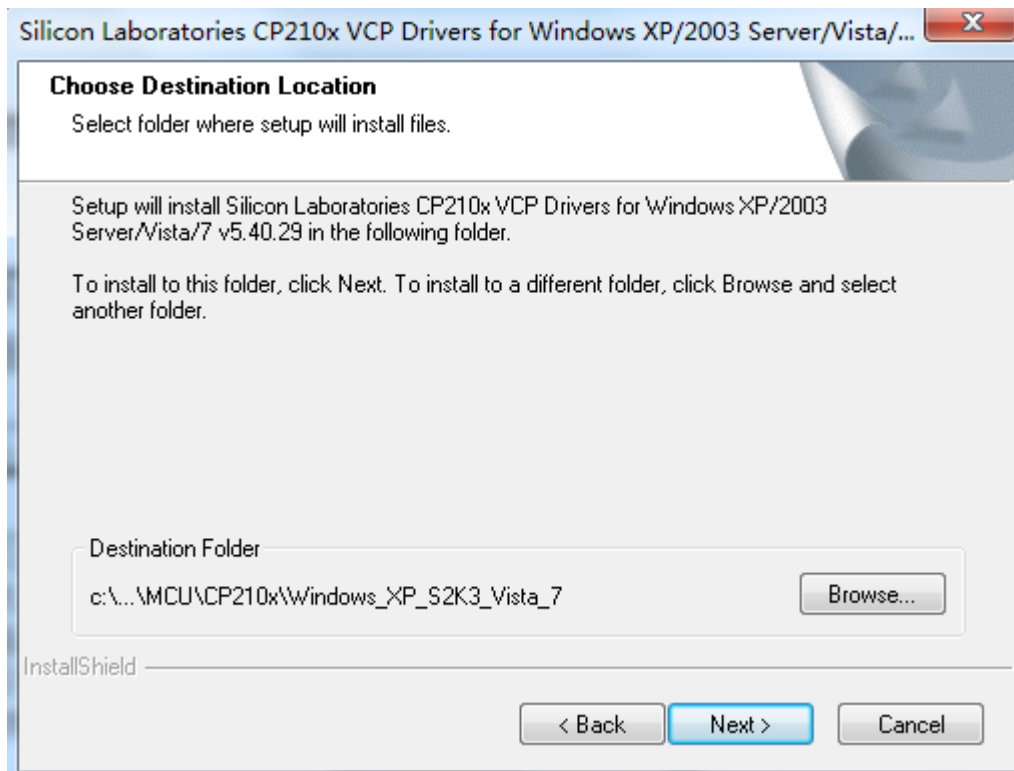 Silicon Laboratories CP210x VCP Drivers for Windows XP/2003 Server/Vista/...
Choose Destination Location
Select folder where setup will install files.
Setup will install Silicon Laboratories CP210x VCP Drivers for Windows XP/2003
Server/Vista/7 v5.40.29 in the following folder.
To install to this folder, click Next. To install to a different folder, click Browse and select
another folder.
Destination Folder
c:\...\MCU\CP210x\Windows_XP_S2K3_Vista_7
Browse...
InstallShield
< Back
Next >
Cancel